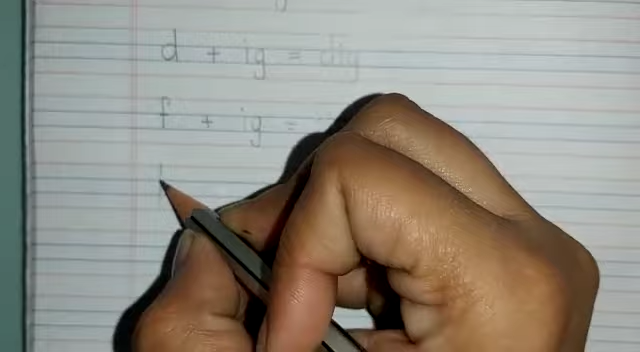 d + ig = dig
f + ig =